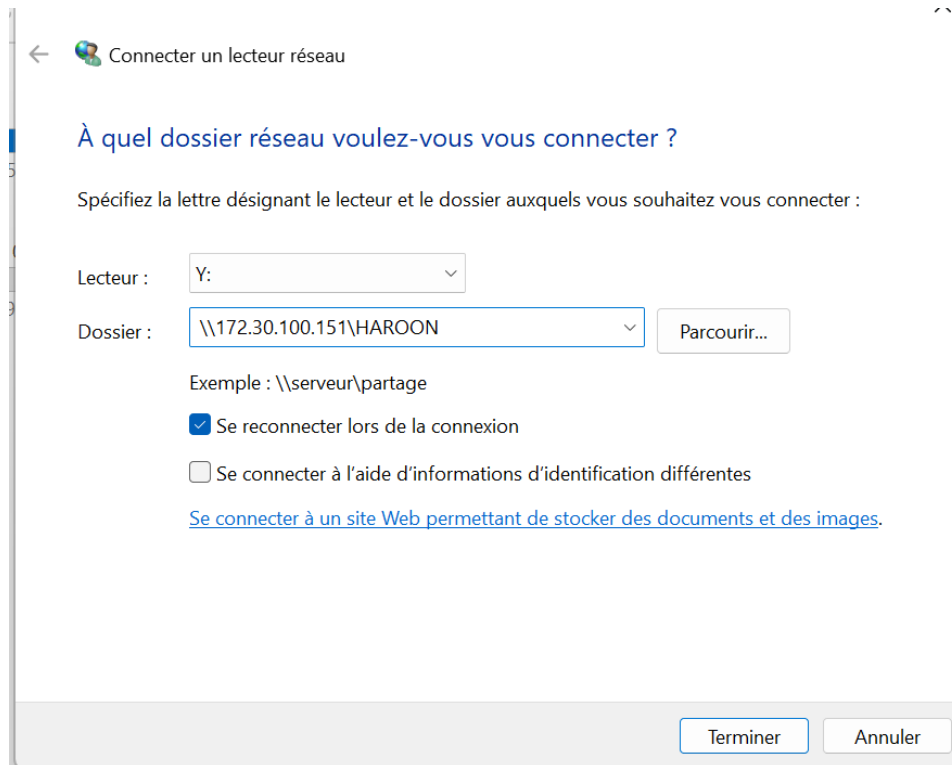 Connecter un lecteur réseau
À quel dossier réseau voulez-vous vous connecter ?
Spécifiez la lettre désignant le lecteur et le dossier auxquels vous souhaitez vous connecter :
Lecteur : Y:
Dossier : \\172.30.100.151\HAROON Parcourir...
Exemple : \\serveur\partage
Se reconnecter lors de la connexion
Se connecter à l'aide d'informations d'identification différentes
Se connecter à un site Web permettant de stocker des documents et des images.
Terminer Annuler